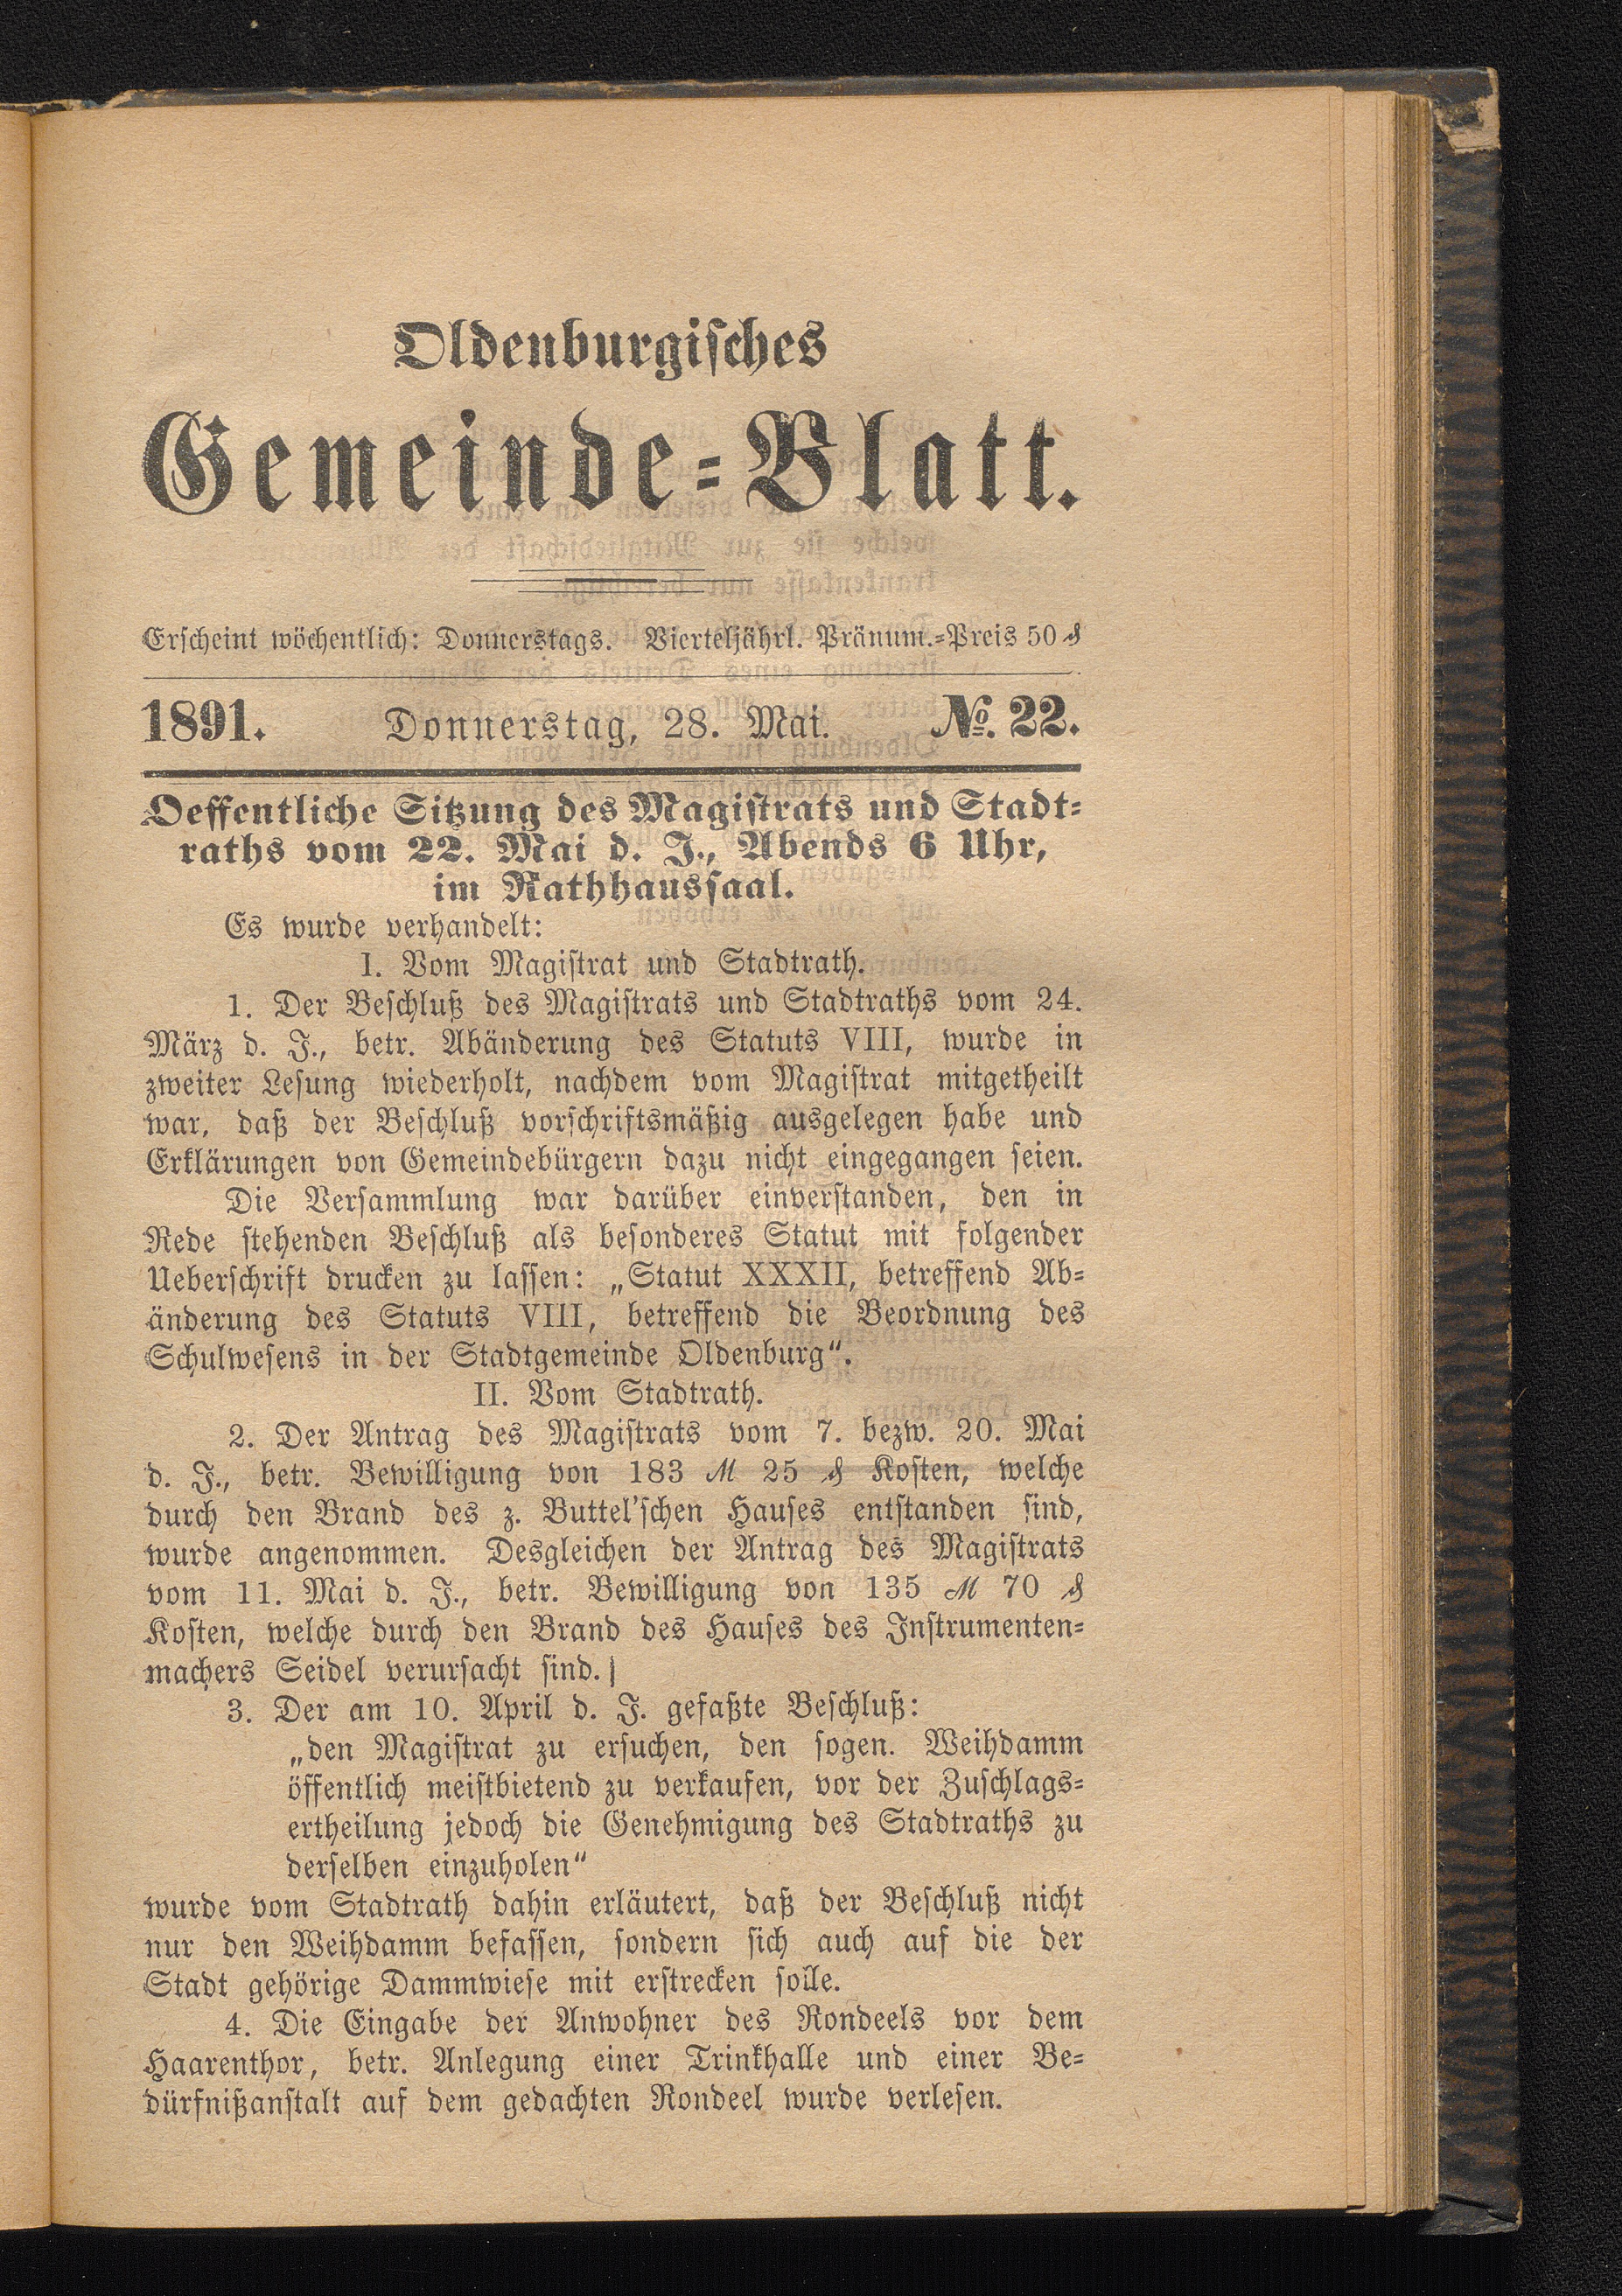 Oldenburgisches
Gemeinde-Blatt.
Erscheint wöchentlich: Donnerstags. Vierteljährl. Pränum.-Preis 50 ₰
1891. Donnerstag, 28. Mai. №. 22.
Oeffentliche Sitzung des Magistrats und Stadt-
raths vom 22. Mai d. J., Abends 6 Uhr,
im Rathhaussaal.
Es wurde verhandelt:
I. Vom Magistrat und Stadtrath.
1. Der Beschluß des Magistrats und Stadtraths vom 24.
März d. J., betr. Abänderung des Statuts VIII, wurde in
zweiter Lesung wiederholt, nachdem vom Magistrat mitgetheilt
war, daß der Beschluß vorschriftsmäßig ausgelegen habe und
Erklärungen von Gemeindebürgern dazu nicht eingegangen seien.
Die Versammlung war darüber einverstanden, den in
Rede stehenden Beschluß als besonderes Statut mit folgender
Ueberschrift drucken zu lassen: „Statut XXXII, betreffend Ab-
änderung des Statuts VIII, betreffend die Beordnung des
Schulwesens in der Stadtgemeinde Oldenburg“.
II. Vom Stadtrath.
2. Der Antrag des Magistrats vom 7. bezw. 20. Mai
d. J., betr. Bewilligung von 183 ℳ 25 ₰ Kosten, welche
durch den Brand des z. Buttel'schen Hauses entstanden sind,
wurde angenommen. Desgleichen der Antrag des Magistrats
vom 11. Mai d. J., betr. Bewilligung von 135 ℳ 70 ₰
Kosten, welche durch den Brand des Hauses des Instrumenten-
machers Seidel verursacht sind.
3. Der am 10. April d. J. gefaßte Beschluß:
„den Magistrat zu ersuchen, den sogen. Weihdamm
öffentlich meistbietend zu verkaufen, vor der Zuschlags-
ertheilung jedoch die Genehmigung des Stadtraths zu
derselben einzuholen“
wurde vom Stadtrath dahin erläutert, daß der Beschluß nicht
nur den Weihdamm befassen, sondern sich auch auf die der
Stadt gehörige Dammwiese mit erstrecken solle.
4. Die Eingabe der Anwohner des Rondeels vor dem
Haarenthor, betr. Anlegung einer Trinkhalle und einer Be-
dürfnißanstalt auf dem gedachten Rondeel wurde verlesen.